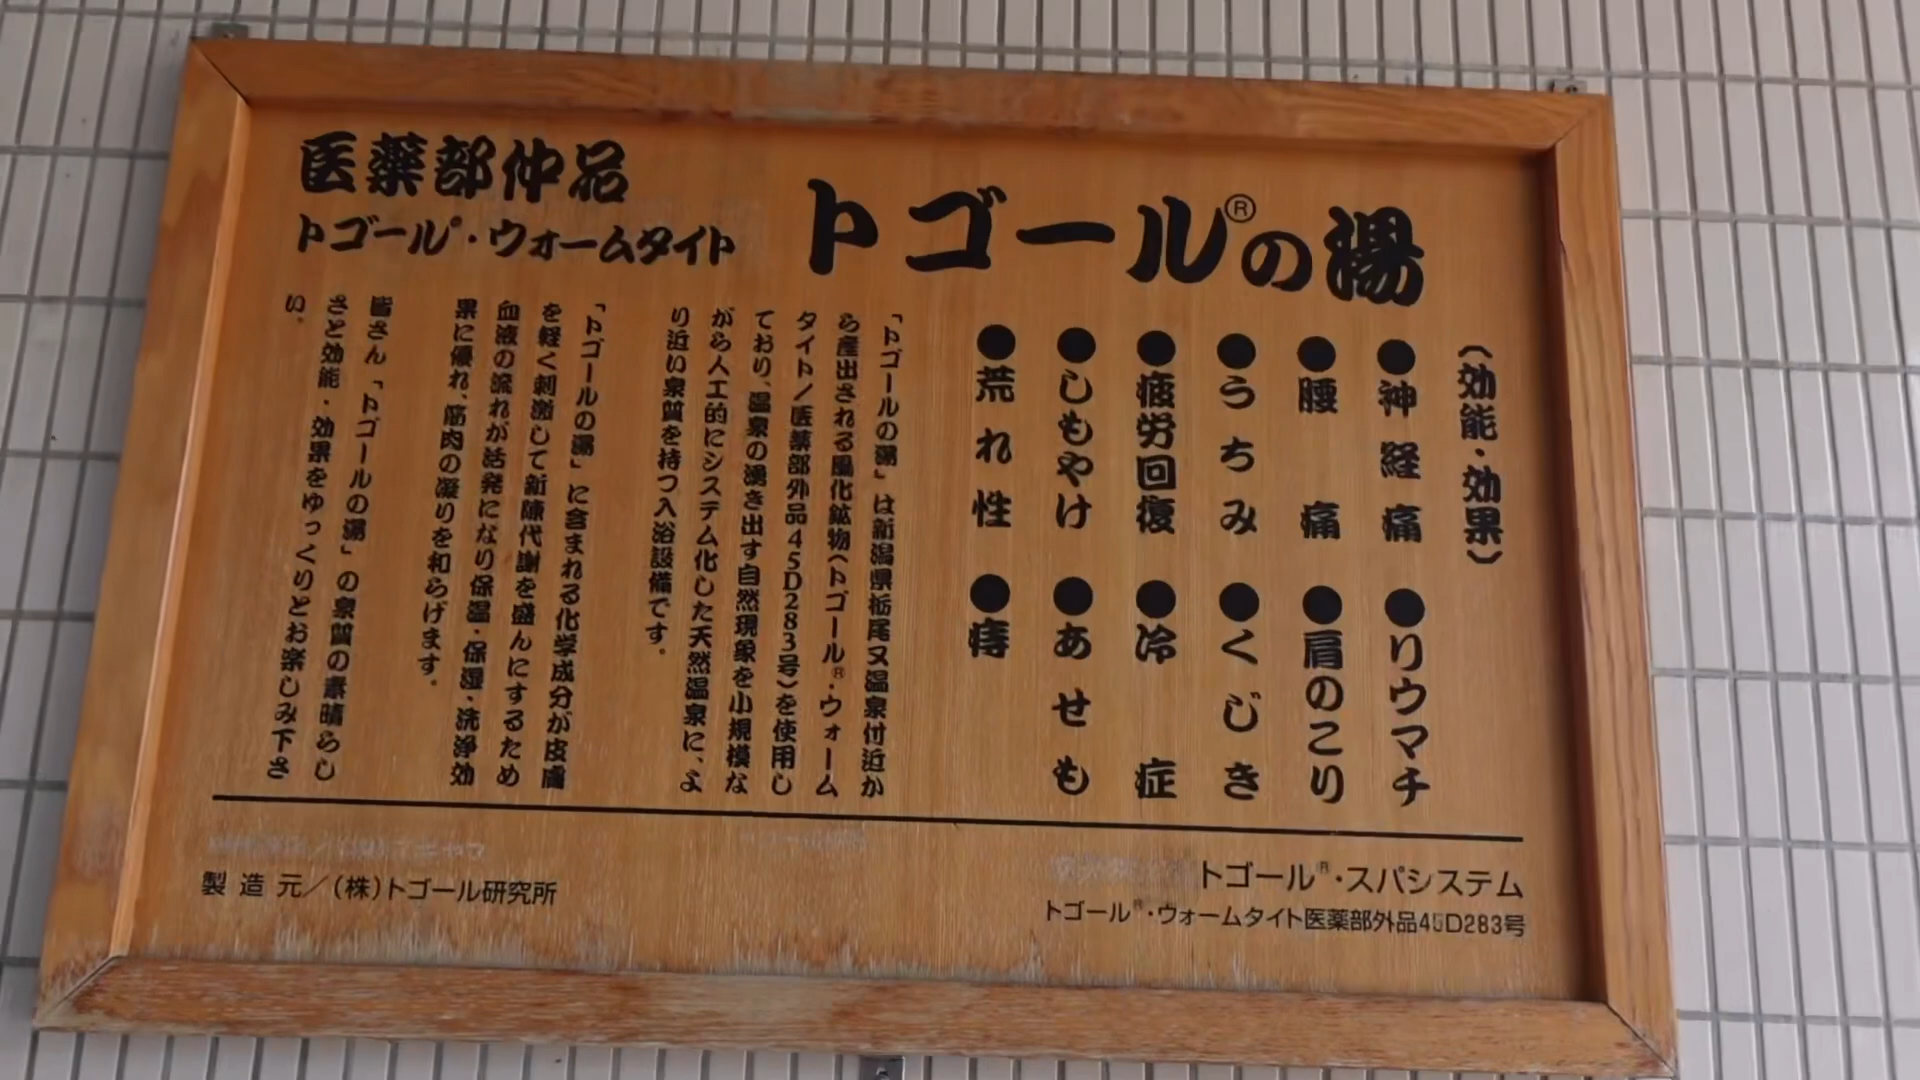 医薬部仲品
トゴール®・ウォームタイト
トゴール®の湯
(効能・効果)
●神経痛 ●リウマチ
●腰痛 ●肩のこり
●うちみ ●くじき
●疲労回復 ●冷症
●しもやけ ●あせも
●荒れ性 ●痔
「トゴールの湯」は新潟県栃尾又温泉付近か
ら産出される風化鉱物(トゴール®・ウォーム
タイト/医薬部外品45D283号)を使用し
ており、温泉の湧き出す自然現象を小規模な
がら人工的にシステム化した天然温泉に、よ
り近い泉質を持つ入浴設備です。
「トゴールの湯」に含まれる化学成分が皮膚
を軽く刺激して新陳代謝を盛んにするため
血液の流れが活発になり保温・保湿・洗浄効
果に優れ、筋肉の凝りを和らげます。
皆さん「トゴールの湯」の泉質の素晴らし
さと効能・効果をゆっくりとお楽しみ下さ
い。
製造元/(株)トゴール研究所
トゴール®・スパシステム
トゴール®・ウォームタイト医薬部外品45D283号